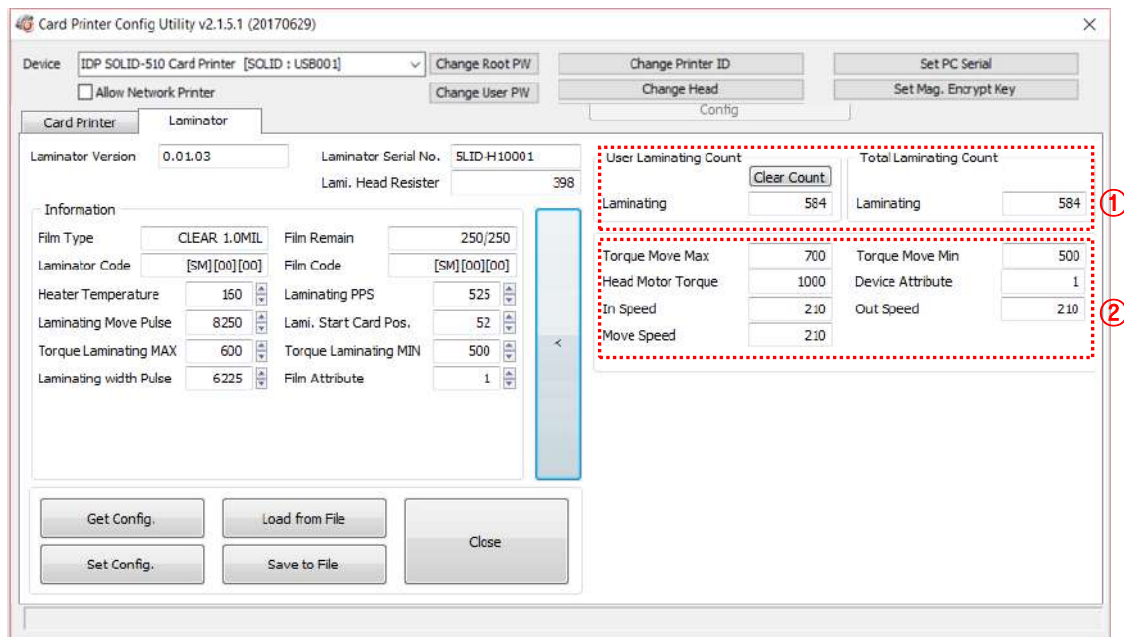 Card Printer Config Utility v2.1.5.1 (20170629)
Device IDP SOLID-510 Card Printer [SOLID : USB001] Change Root PW Change Printer ID Set PC Serial
Allow Network Printer Change User PW Change Head Set Mag. Encrypt Key
Config
Card Printer Laminator
Laminator Version 0.01.03 Laminator Serial No. SLID-H10001
Lami. Head Resister 398
Information
Film Type CLEAR 1.0MIL Film Remain 250/250
Laminator Code [SM][00][00] Film Code [SM][00][00]
Heater Temperature 160 Laminating PPS 525
Laminating Move Pulse 8250 Lami. Start Card Pos. 52
Torque Laminating MAX 600 Torque Laminating MIN 500
Laminating width Pulse 6225 Film Attribute 1
<
Get Config. Load from File
Set Config. Save to File
Close
User Laminating Count Total Laminating Count
Clear Count
Laminating 584 Laminating 584 ①
Torque Move Max 700 Torque Move Min 500
Head Motor Torque 1000 Device Attribute 1
In Speed 210 Out Speed 210 ②
Move Speed 210